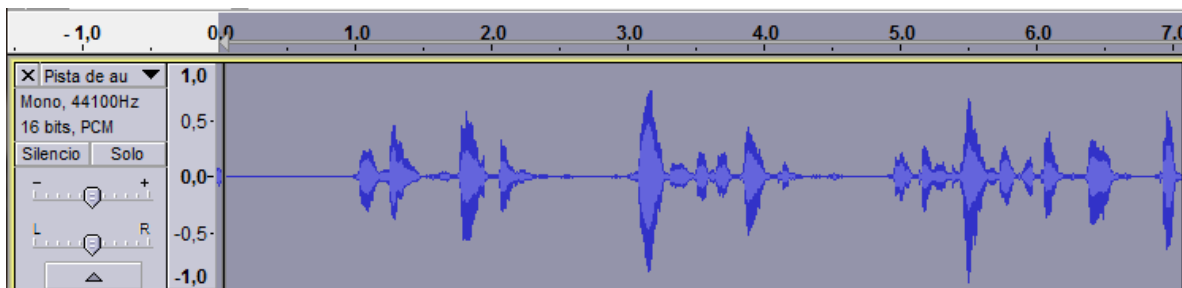 - 1,0 0,0 1.0 2.0 3.0 4.0 5.0 6.0 7.0
X Pista de au ▼ 1,0
Mono, 44100Hz
16 bits, PCM 0,5-
Silencio Solo
- + 0,0-
L R -0,5-
-1,0